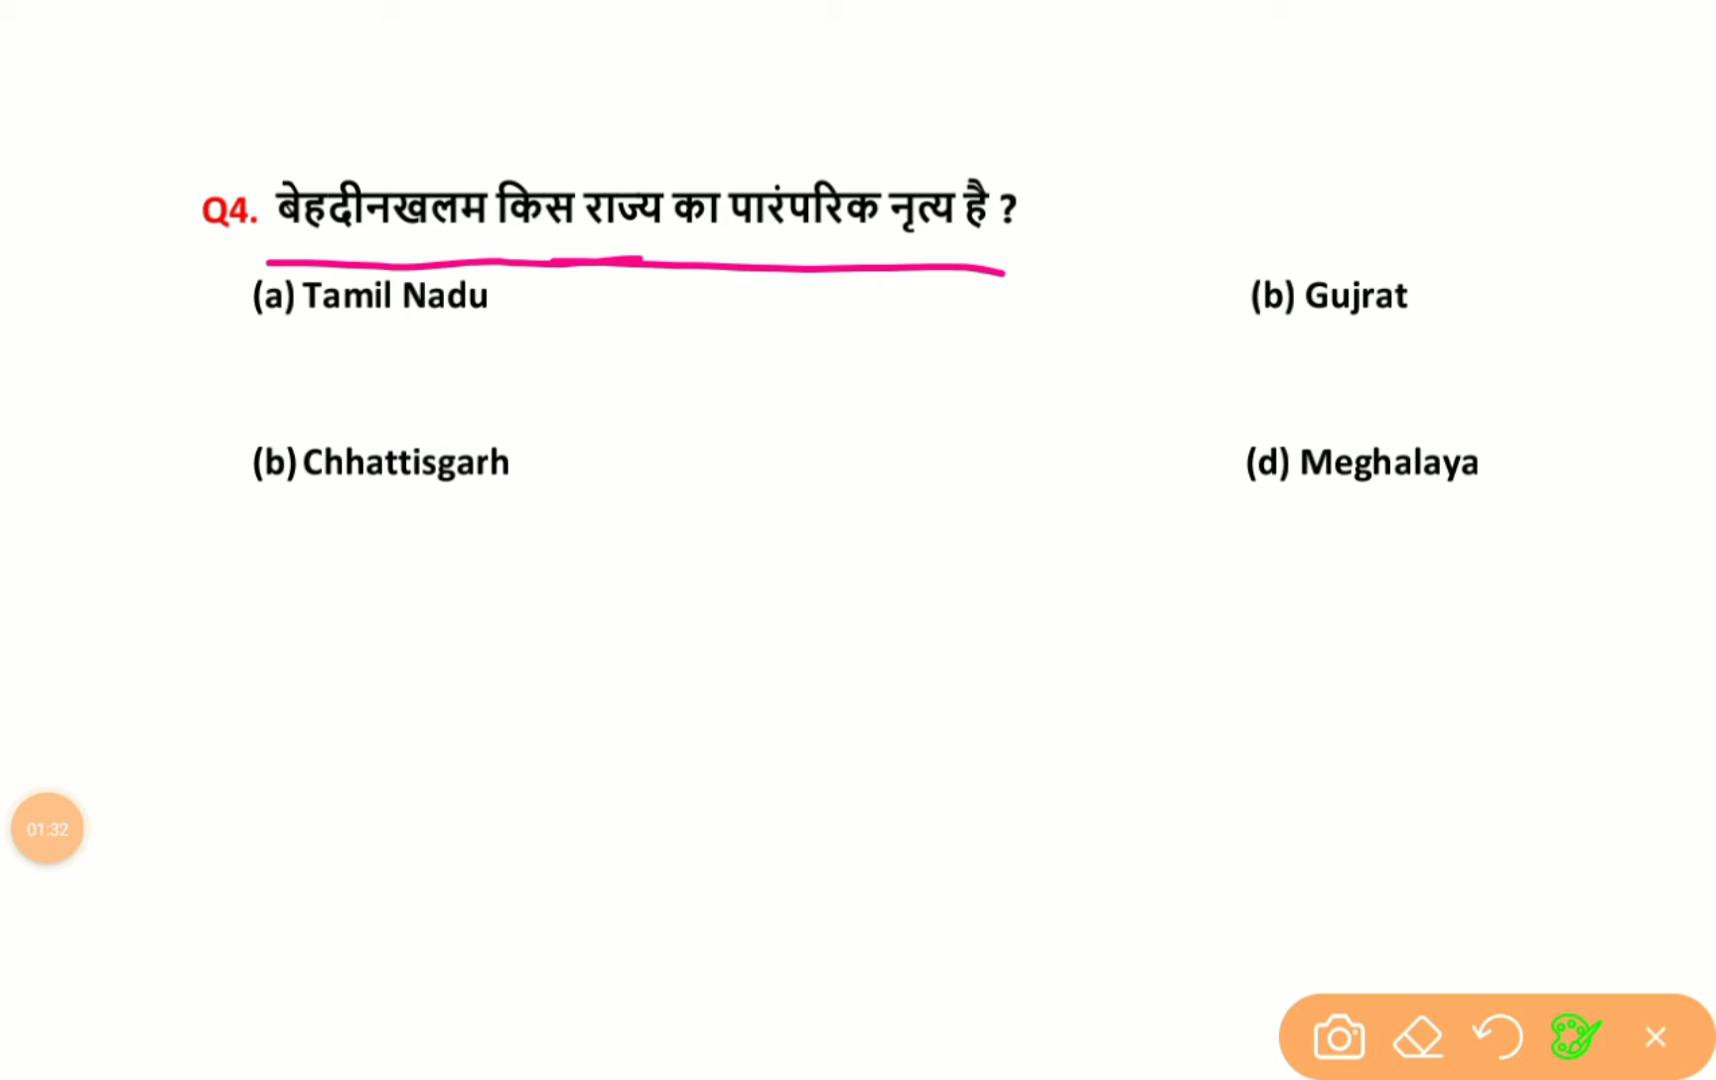 Q4. बेहदीनखलम किस राज्य का पारंपरिक नृत्य है ?
(a) Tamil Nadu (b) Gujrat
(b) Chhattisgarh (d) Meghalaya
01:32